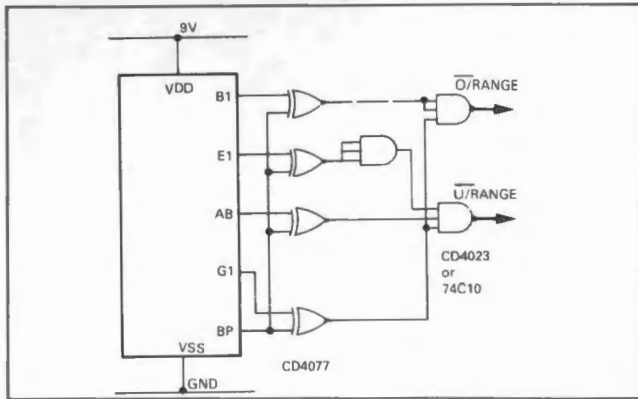 9V
VDD
B1
O/RANGE
E1
AB
U/RANGE
CD4023
or
74C10
G1
BP
VSS
CD4077
GND